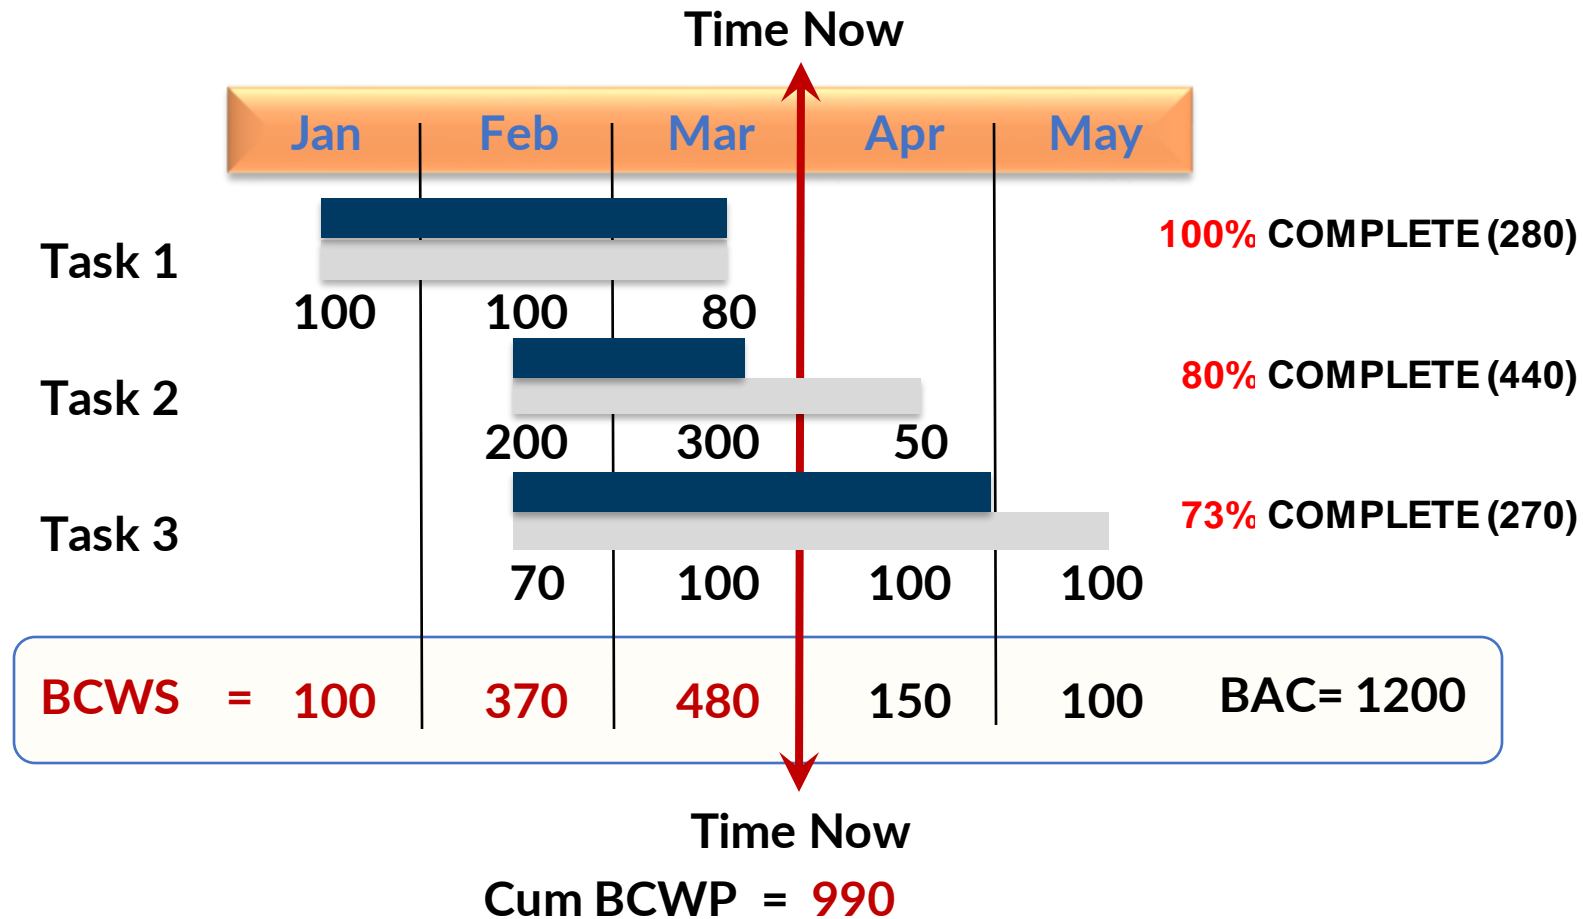 Time Now
Jan Feb Mar Apr May
100% COMPLETE (280)
Task 1
100 100 80
80% COMPLETE (440)
Task 2
200 300 50
73% COMPLETE (270)
Task 3
70 100 100 100
BCWS = 100 370 480 150 100 BAC= 1200
Time Now
Cum BCWP = 990